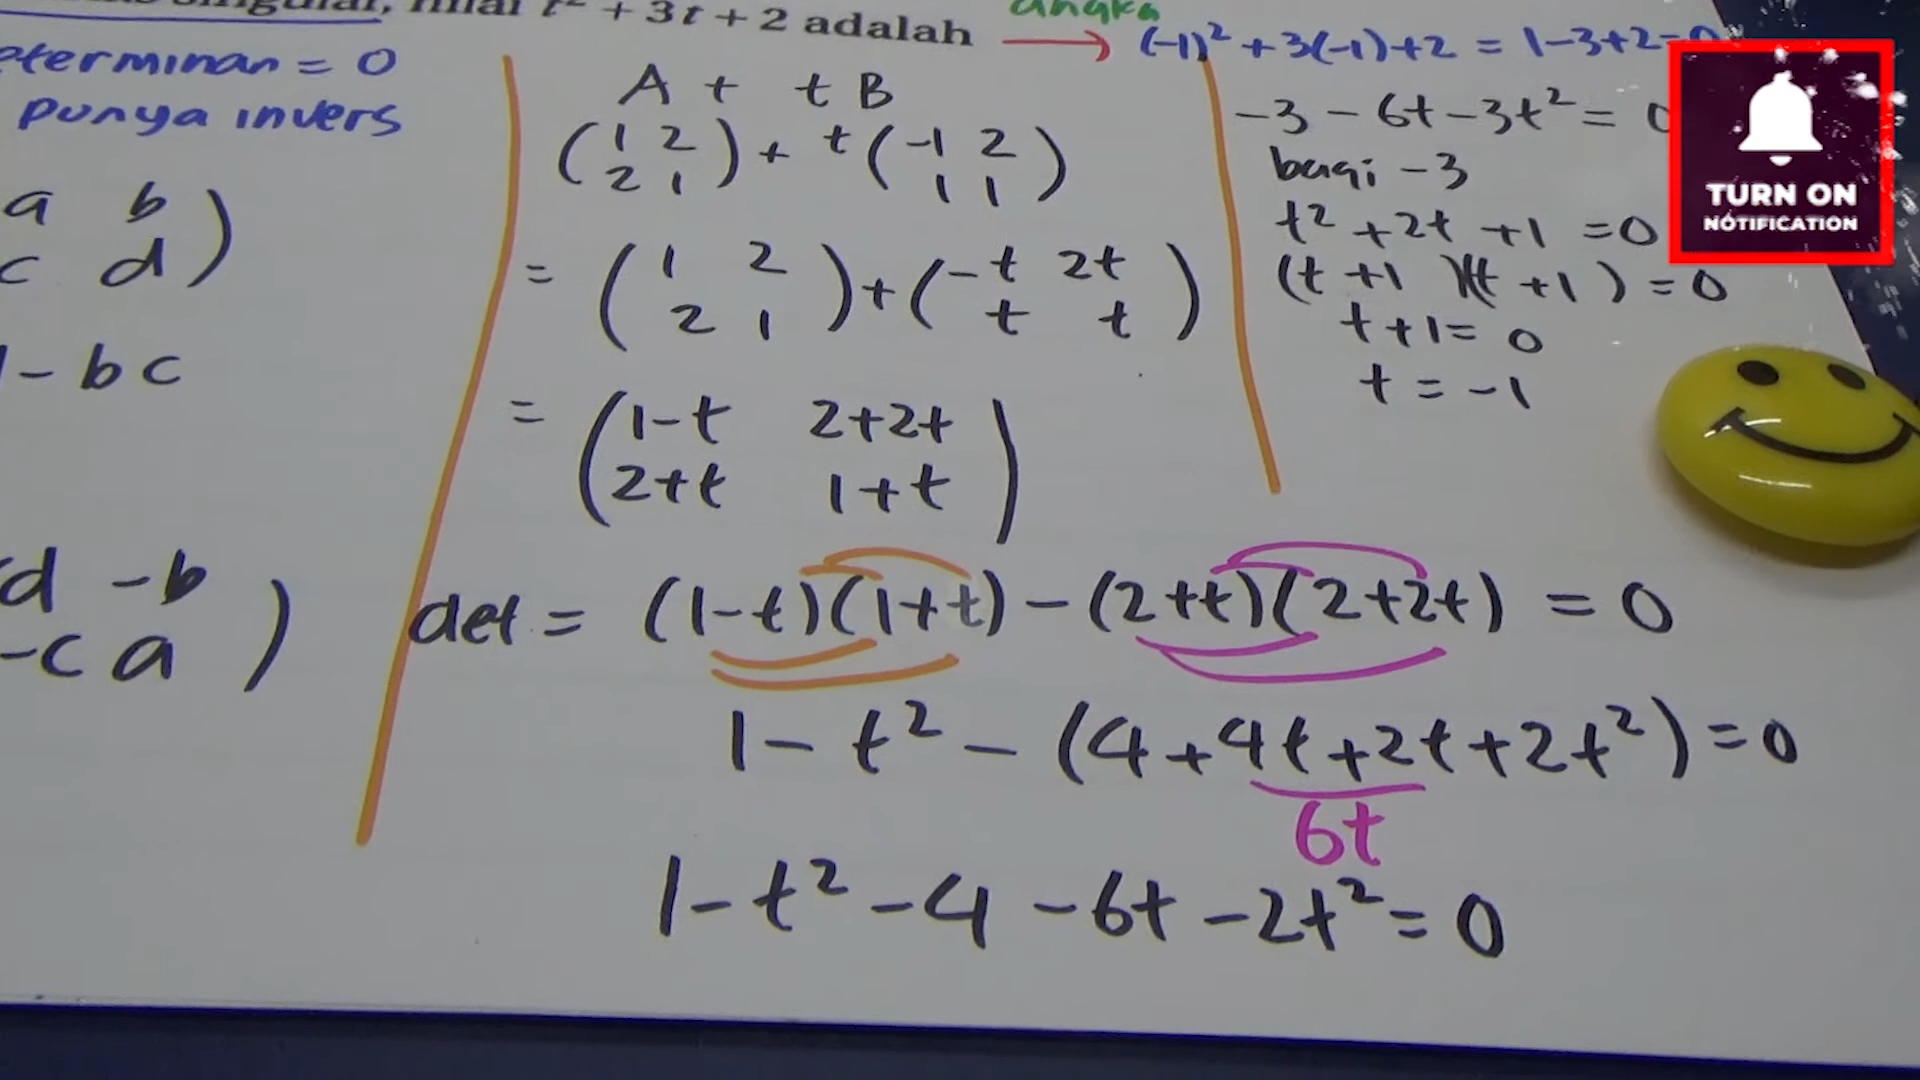 singular, nilai t² + 3t + 2 adalah
angka
(-1)² + 3(-1) + 2 = 1 - 3 + 2 = 0
determinan = 0
punya invers
a b
c d )
- bc
d -b
-c a )
A + t B
( 1 2
2 1 ) + t ( -1 2
1 1 )
= ( 1 2
2 1 ) + ( -t 2t
t t )
= ( 1-t 2+2t
2+t 1+t )
det = (1-t)(1+t) - (2+t)(2+2t) = 0
1 - t² - (4 + 4t + 2t + 2t²) = 0
6t
1 - t² - 4 - 6t - 2t² = 0
-3 - 6t - 3t² = 0
bagi -3
t² + 2t + 1 = 0
(t + 1)(t + 1) = 0
t + 1 = 0
t = -1
TURN ON
NOTIFICATION